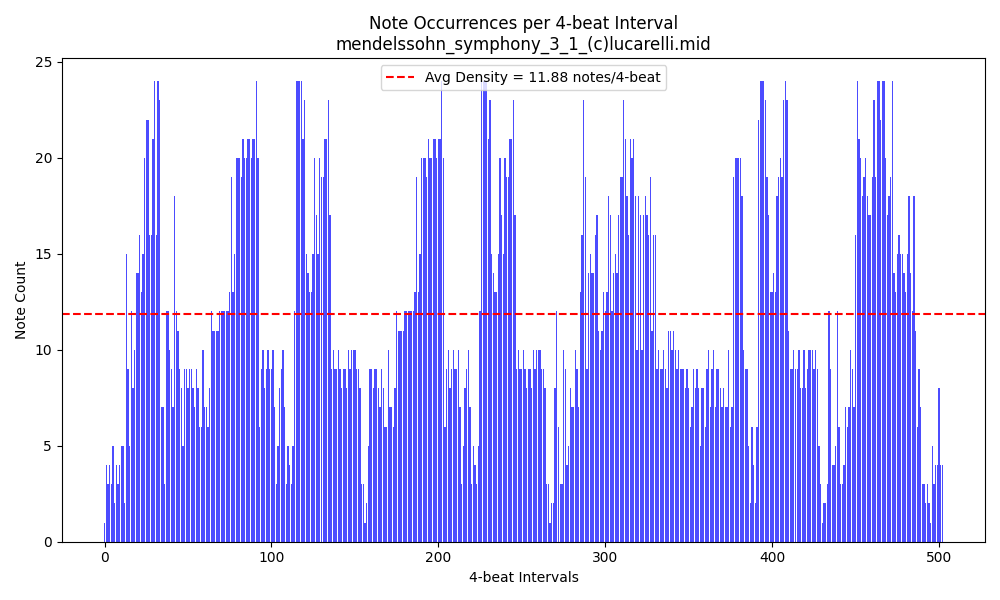 Note Occurrences per 4-beat Interval
mendelssohn_symphony_3_1_(c)lucarelli.mid
Avg Density = 11.88 notes/4-beat
Note Count
25
20
15
10
5
0
0 100 200 300 400 500
4-beat Intervals